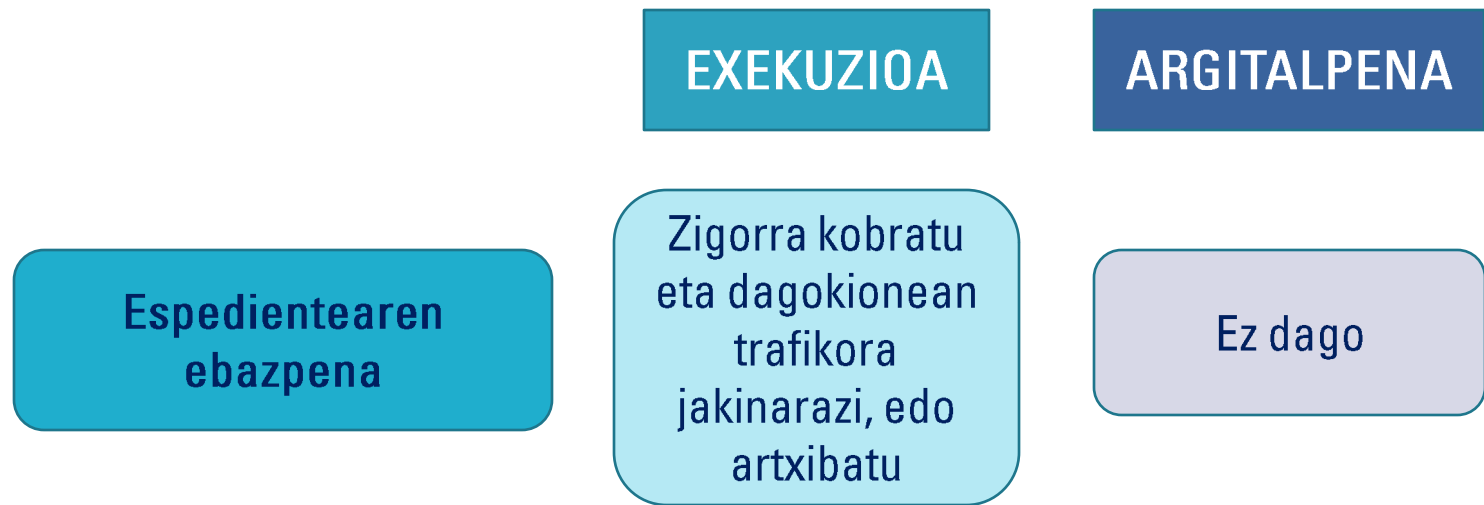 EXEKUZIOA
ARGITALPENA
Espedientearen
ebazpena
Zigorra kobratu
eta dagokionean
trafikora
jakinarazi, edo
artxibatu
Ez dago